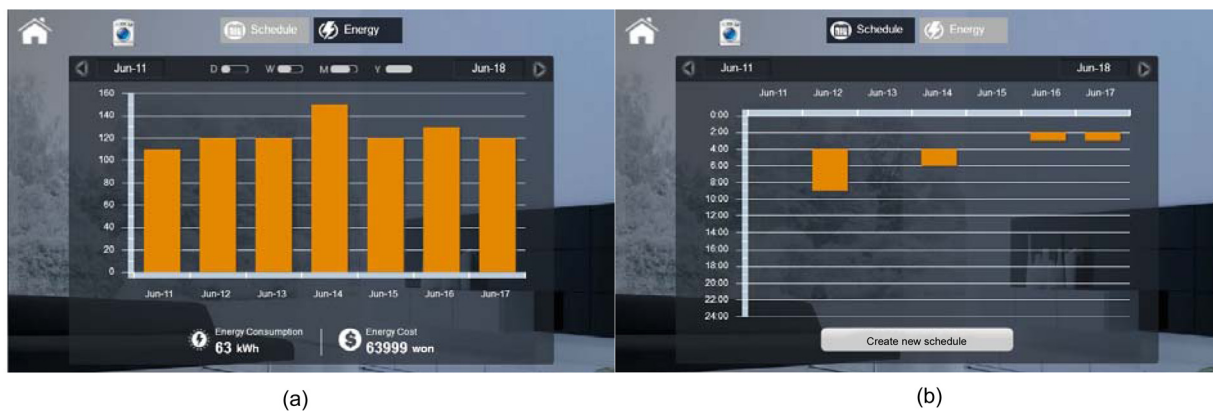 Schedule Energy
Jun-11 D W M Y Jun-18
160
140
120
100
80
60
40
20
0
Jun-11 Jun-12 Jun-13 Jun-14 Jun-15 Jun-16 Jun-17
Energy Consumption
63 kWh
Energy Cost
63999 won
(a)
Schedule Energy
Jun-11 Jun-18
Jun-11 Jun-12 Jun-13 Jun-14 Jun-15 Jun-16 Jun-17
0:00
2:00
4:00
6:00
8:00
10:00
12:00
14:00
16:00
18:00
20:00
22:00
24:00
Create new schedule
(b)